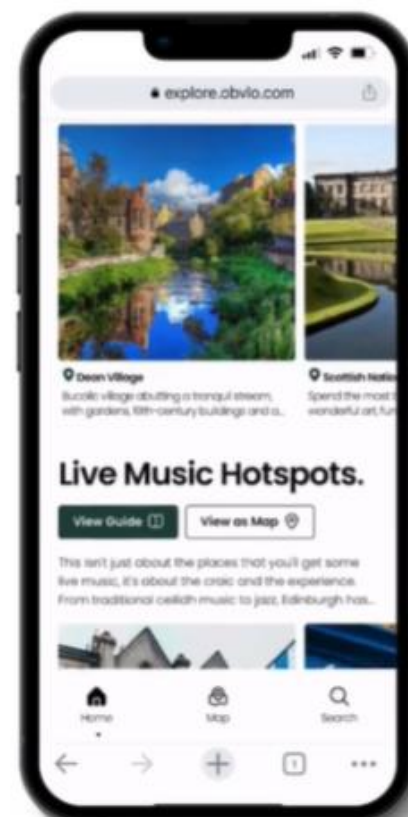 explore.obvlo.com
Dean Village
Bucolic village abutting a tranquil stream,
with gardens, 19th-century buildings and a...
Scottish Natio
Spend the most
wonderful art, fun
Live Music Hotspots.
View Guide
View as Map
This isn't just about the places that you'll get some
live music, it's about the craic and the experience.
From traditional ceilidh music to jazz, Edinburgh has...
Home
Map
Search
1